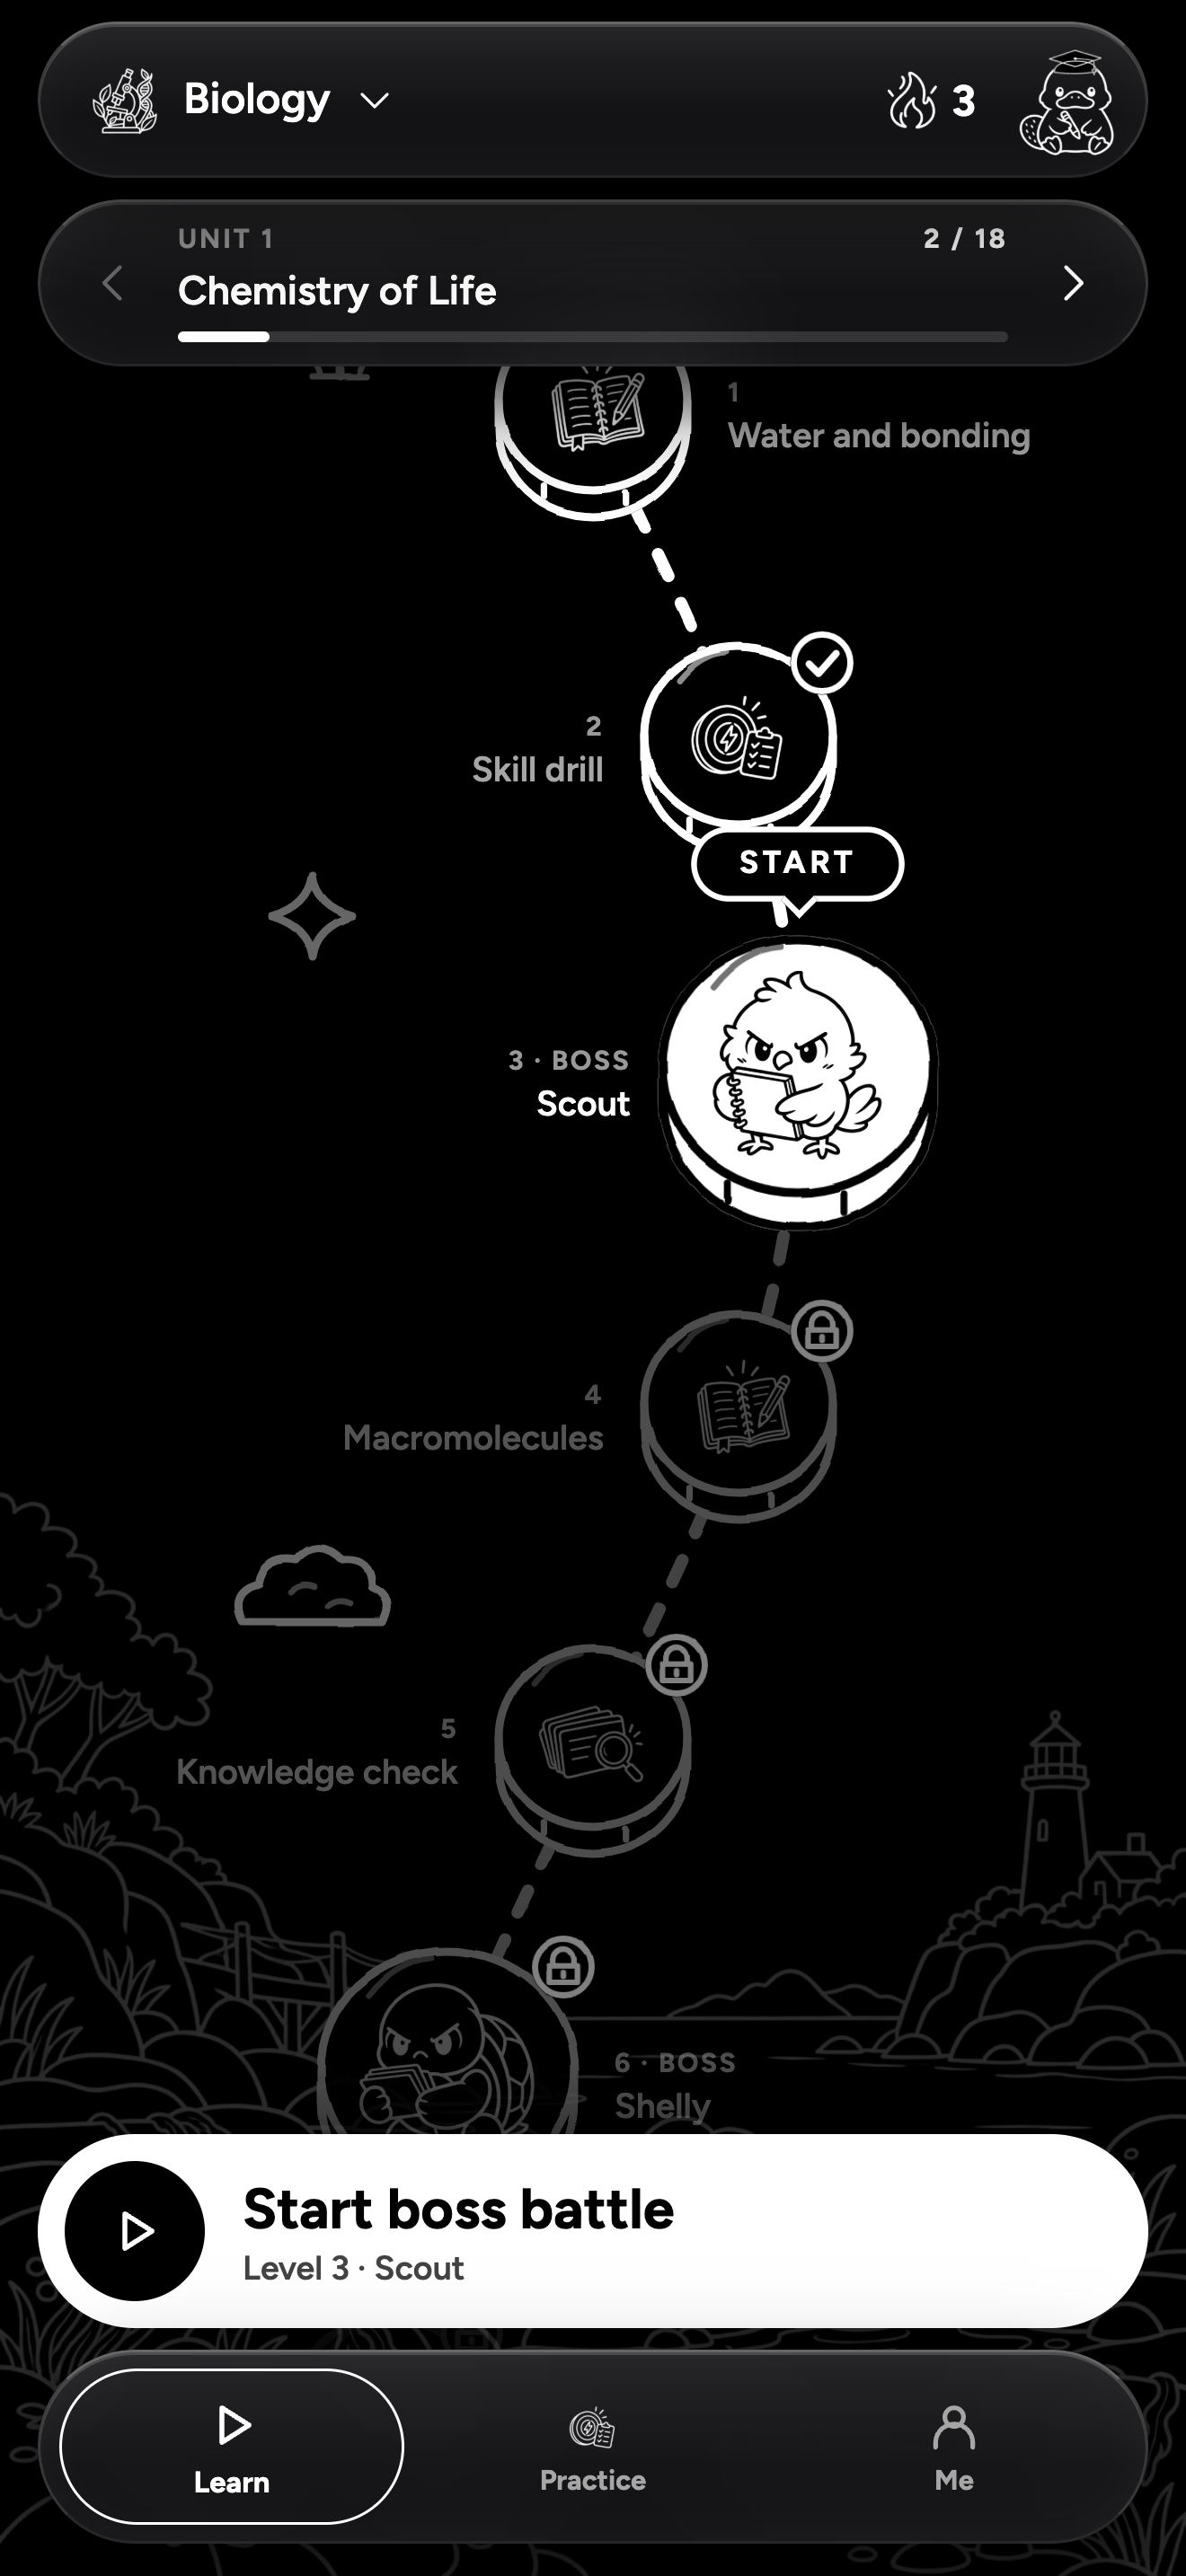 Biology
3
UNIT 1
2 / 18
Chemistry of Life
1
Water and bonding
2
Skill drill
START
3 · BOSS
Scout
4
Macromolecules
5
Knowledge check
6 · BOSS
Shelly
Start boss battle
Level 3 · Scout
Learn
Practice
Me